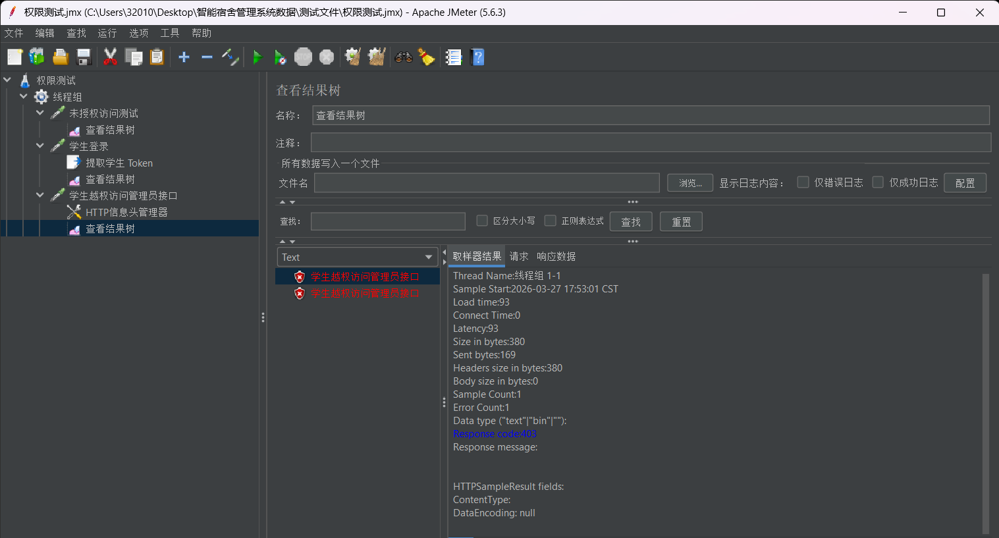 权限测试.jmx (C:\Users\32010\Desktop\智能宿舍管理系统数据\测试文件\权限测试.jmx) - Apache JMeter (5.6.3)
文件 编辑 查找 运行 选项 工具 帮助
STOP
权限测试
线程组
未授权访问测试
查看结果树
学生登录
提取学生 Token
查看结果树
学生越权访问管理员接口
HTTP信息头管理器
查看结果树
查看结果树
名称： 查看结果树
注释：
所有数据写入一个文件
文件名 浏览... 显示日志内容： 仅错误日志 仅成功日志 配置
查找： 区分大小写 正则表达式 查找 重置
Text
学生越权访问管理员接口
学生越权访问管理员接口
取样器结果 请求 响应数据
Thread Name:线程组 1-1
Sample Start:2026-03-27 17:53:01 CST
Load time:93
Connect Time:0
Latency:93
Size in bytes:380
Sent bytes:169
Headers size in bytes:380
Body size in bytes:0
Sample Count:1
Error Count:1
Data type ("text"|"bin"|""):
Response code:403
Response message:
HTTPSampleResult fields:
ContentType:
DataEncoding: null